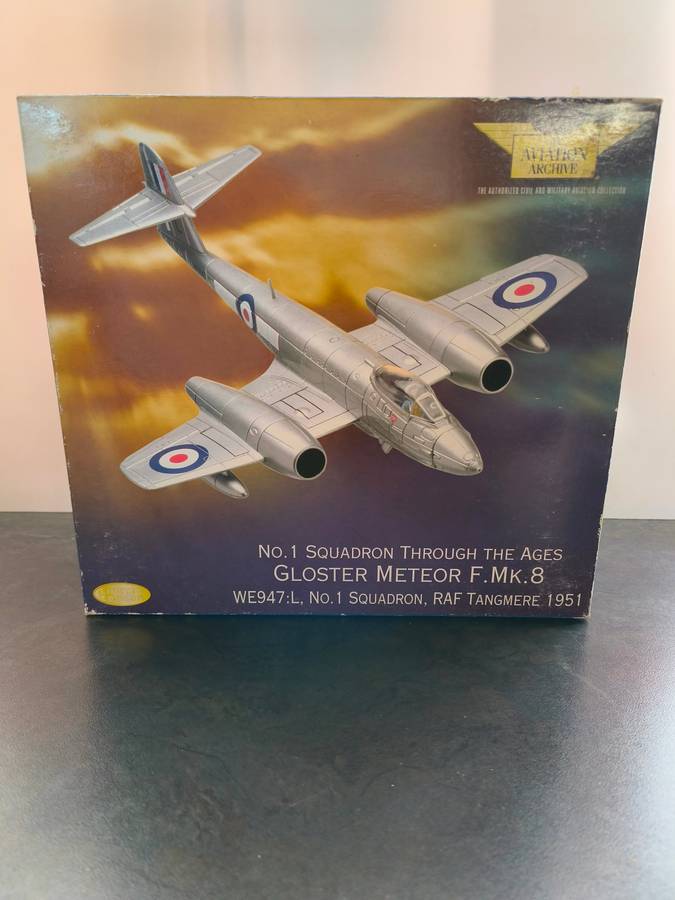 AVIATION
ARCHIVE
THE AUTHORIZED CIVIL AND MILITARY AVIATION COLLECTION
No.1 Squadron Through the Ages
Gloster Meteor F.Mk.8
WE947:L, No.1 Squadron, RAF Tangmere 1951